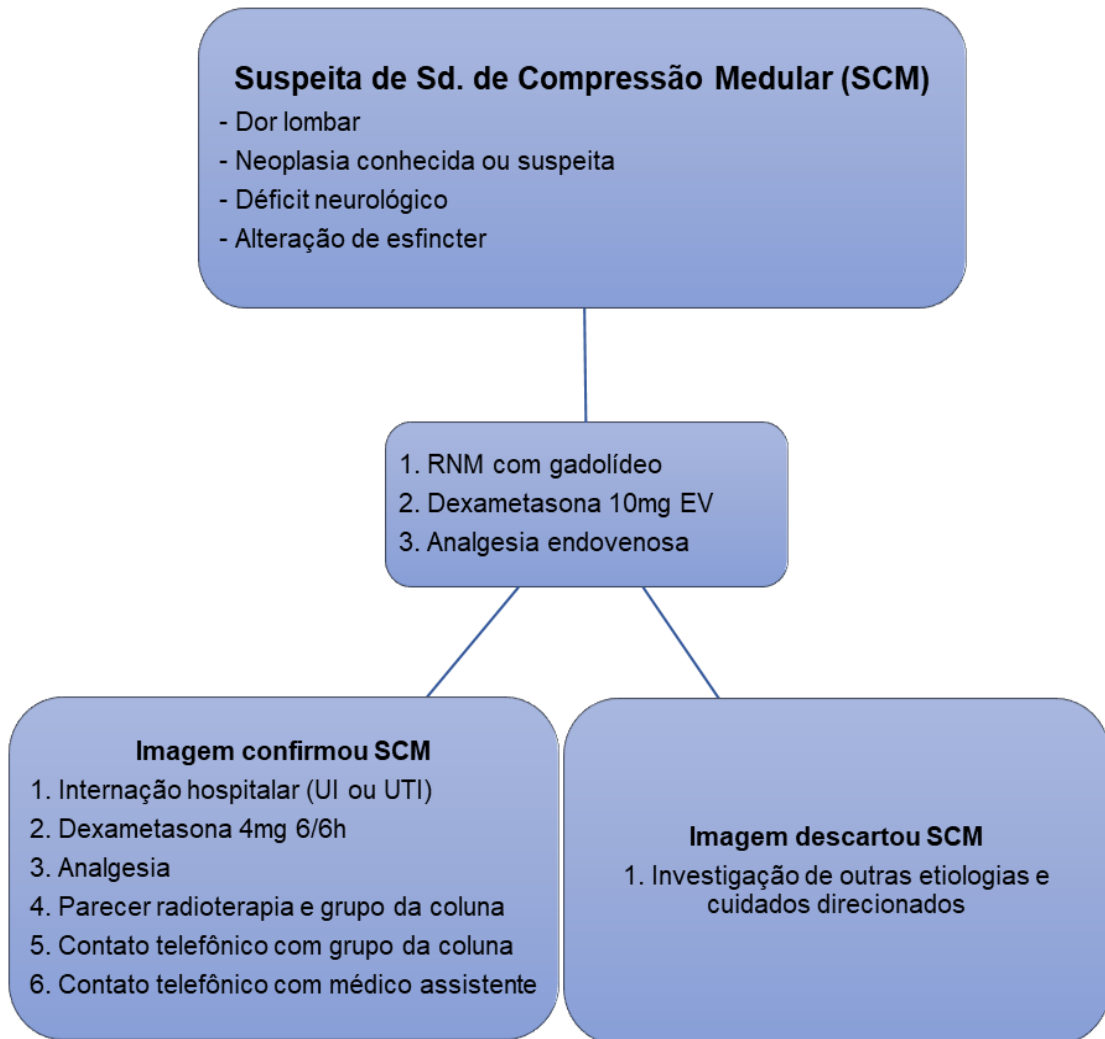 Suspeita de Sd. de Compressão Medular (SCM)
- Dor lombar
- Neoplasia conhecida ou suspeita
- Déficit neurológico
- Alteração de esfincter
1. RNM com gadolídeo
2. Dexametasona 10mg EV
3. Analgesia endovenosa
Imagem confirmou SCM
1. Internação hospitalar (UI ou UTI)
2. Dexametasona 4mg 6/6h
3. Analgesia
4. Parecer radioterapia e grupo da coluna
5. Contato telefônico com grupo da coluna
6. Contato telefônico com médico assistente
Imagem descartou SCM
1. Investigação de outras etiologias e
cuidados direcionados